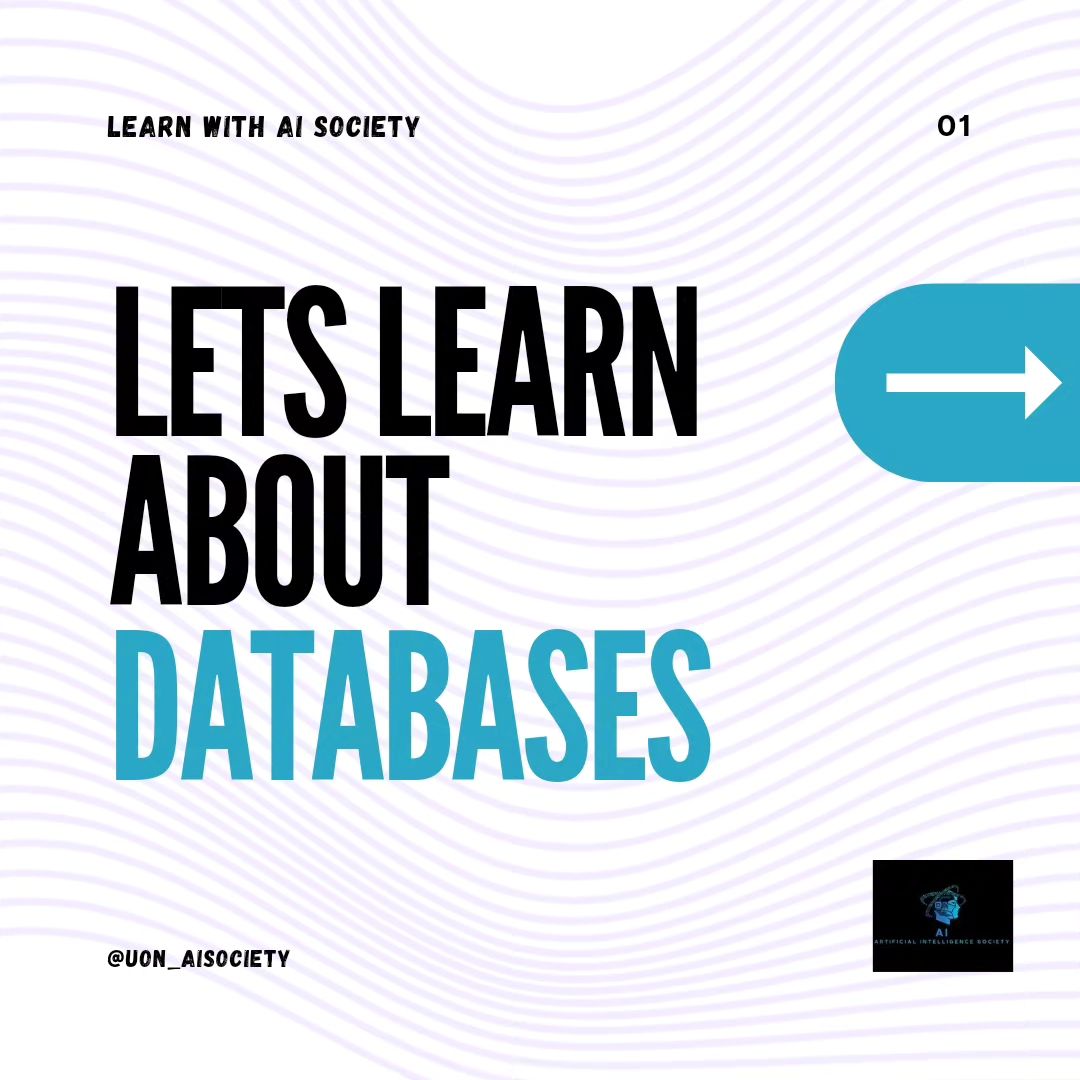 LEARN WITH AI SOCIETY
01
LETS LEARN
ABOUT
DATABASES
AI
ARTIFICIAL INTELLIGENCE SOCIETY
@UON_AISOCIETY